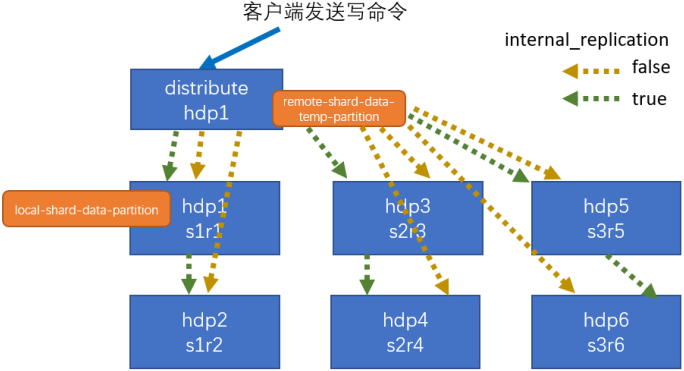 客户端发送写命令
internal_replication
false
true
distribute
hdp1
remote-shard-data-
temp-partition
local-shard-data-partition
hdp1
s1r1
hdp3
s2r3
hdp5
s3r5
hdp2
s1r2
hdp4
s2r4
hdp6
s3r6